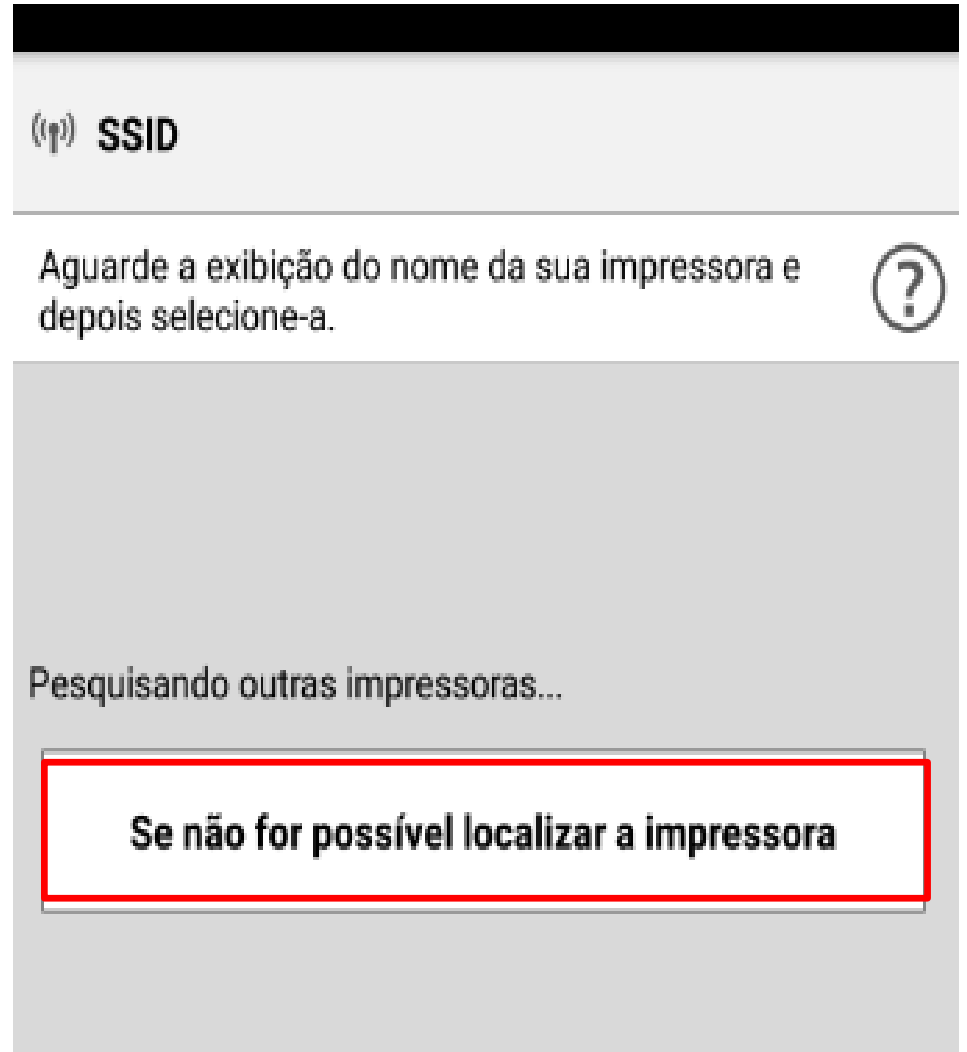 SSID
Aguarde a exibição do nome da sua impressora e
depois selecione-a.
?
Pesquisando outras impressoras...
Se não for possível localizar a impressora